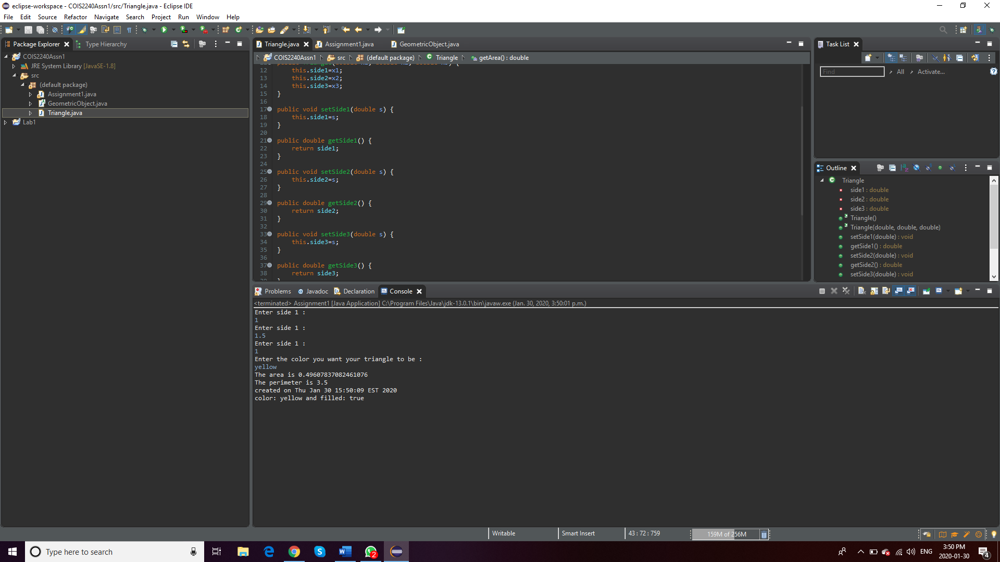 eclipse-workspace - COIS2240Assn1/src/Triangle.java - Eclipse IDE
File Edit Source Refactor Navigate Search Project Run Window Help
Package Explorer Type Hierarchy
COIS2240Assn1
JRE System Library [JavaSE-1.8]
src
(default package)
Assignment1.java
GeometricObject.java
Triangle.java
Lab1
Triangle.java Assignment1.java GeometricObject.java
COIS2240Assn1 src (default package) Triangle getArea() : double
12 this.side1=x1;
13 this.side2=x2;
14 this.side3=x3;
15 }
16
17 public void setSide1(double s) {
18 this.side1=s;
19 }
20
21 public double getSide1() {
22 return side1;
23 }
24
25 public void setSide2(double s) {
26 this.side2=s;
27 }
28
29 public double getSide2() {
30 return side2;
31 }
32
33 public void setSide3(double s) {
34 this.side3=s;
35 }
36
37 public double getSide3() {
38 return side3;
Task List
Find All Activate...
Outline
Triangle
side1 : double
side2 : double
side3 : double
Triangle()
Triangle(double, double, double)
setSide1(double) : void
getSide1() : double
setSide2(double) : void
getSide2() : double
setSide3(double) : void
Problems Javadoc Declaration Console
<terminated> Assignment1 [Java Application] C:\Program Files\Java\jdk-13.0.1\bin\javaw.exe (Jan. 30, 2020, 3:50:01 p.m.)
Enter side 1 :
1
Enter side 1 :
1.5
Enter side 1 :
1
Enter the color you want your triangle to be :
yellow
The area is 0.49607837082461076
The perimeter is 3.5
created on Thu Jan 30 15:50:09 EST 2020
color: yellow and filled: true
Writable Smart Insert 43 : 72 : 759 159M of 256M
Type here to search
2
ENG
3:50 PM
2020-01-30
4